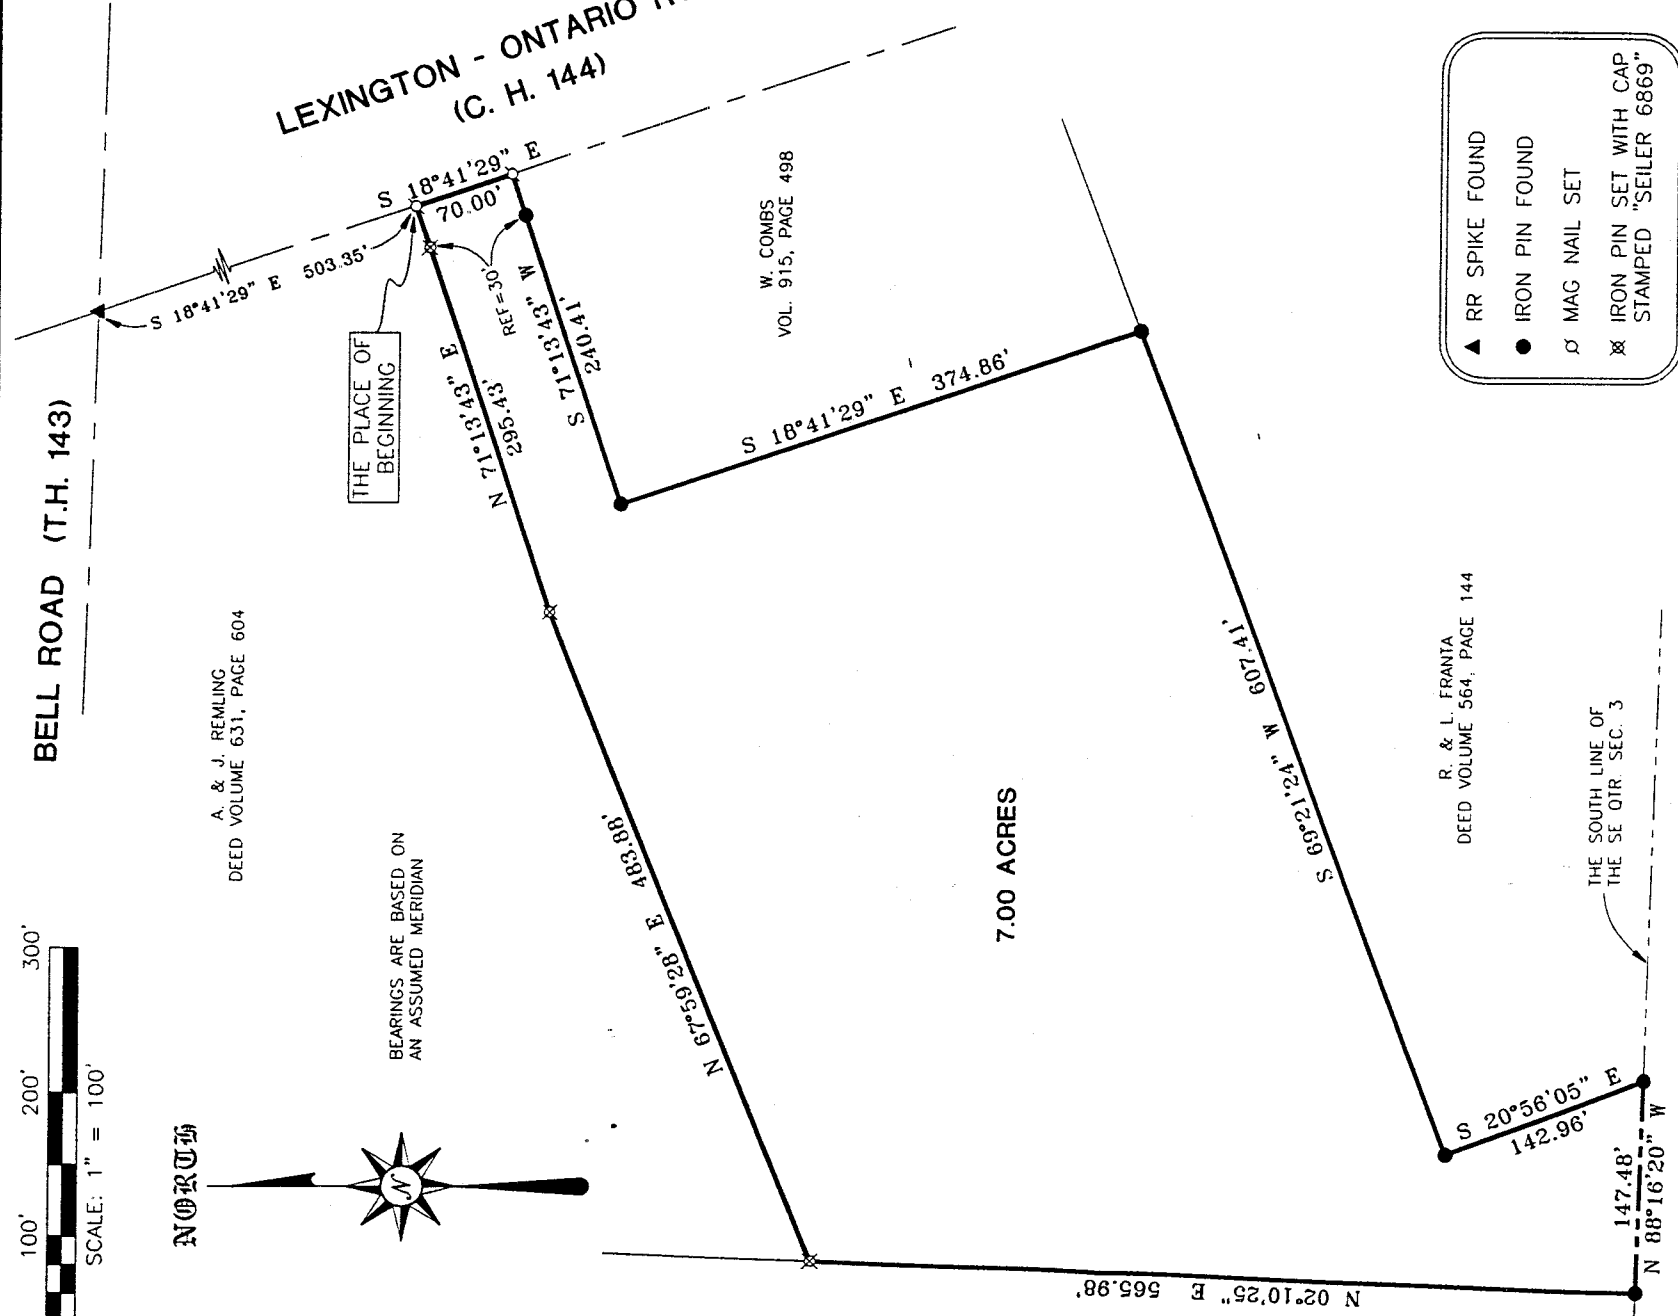 LEXINGTON - ONTARIO
(C. H. 144)
BELL ROAD (T.H. 143)
S 18°41'29" E 503.35'
S 18°41'29" E
70.00'
THE PLACE OF
BEGINNING
REF=30'
N 71°13'43" E
295.43'
S 71°13'43" W
240.41'
W. COMBS
VOL. 915, PAGE 498
S 18°41'29" E 374.86'
A. & J. REMLING
DEED VOLUME 631, PAGE 604
BEARINGS ARE BASED ON
AN ASSUMED MERIDIAN
N 67°59'28" E 483.88'
7.00 ACRES
S 69°21'24" W 607.41'
R. & L. FRANTA
DEED VOLUME 564, PAGE 144
THE SOUTH LINE OF
THE SE QTR. SEC. 3
S 20°56'05" E
142.96'
147.48'
N 88°16'20" W
N 02°10'25" E 565.98'
100' 200' 300'
SCALE: 1" = 100'
NORTH
N
RR SPIKE FOUND
IRON PIN FOUND
MAG NAIL SET
IRON PIN SET WITH CAP
STAMPED "SEILER 6869"